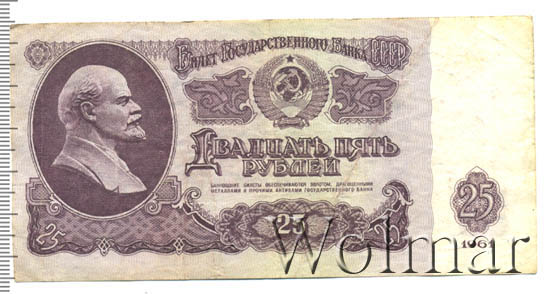 Билет Государственного Банка СССР
Двадцать пять
рублей
Банковские билеты обеспечиваются золотом, драгоценными
металлами и прочими активами Государственного банка
25
25
25
1961
Wolmar